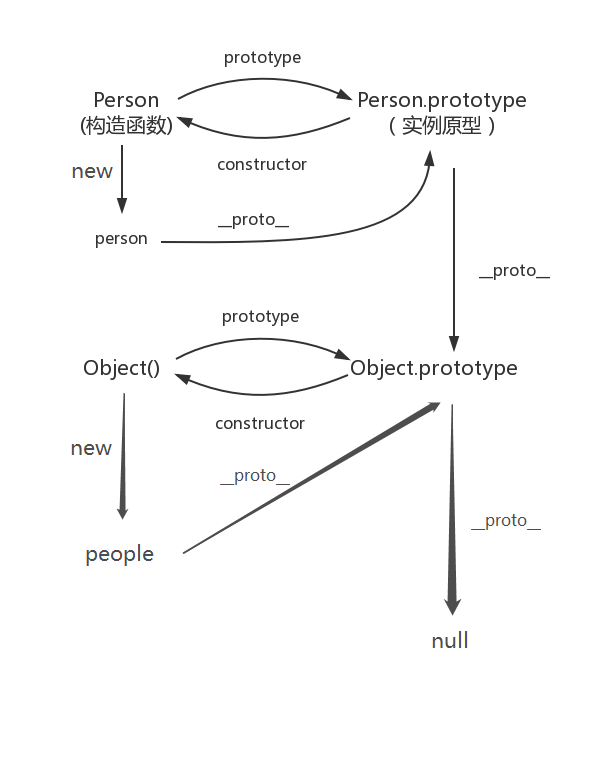 prototype
Person
(构造函数)
Person.prototype
（实例原型）
constructor
new
person
__proto__
__proto__
prototype
Object()
Object.prototype
constructor
new
__proto__
people
__proto__
null